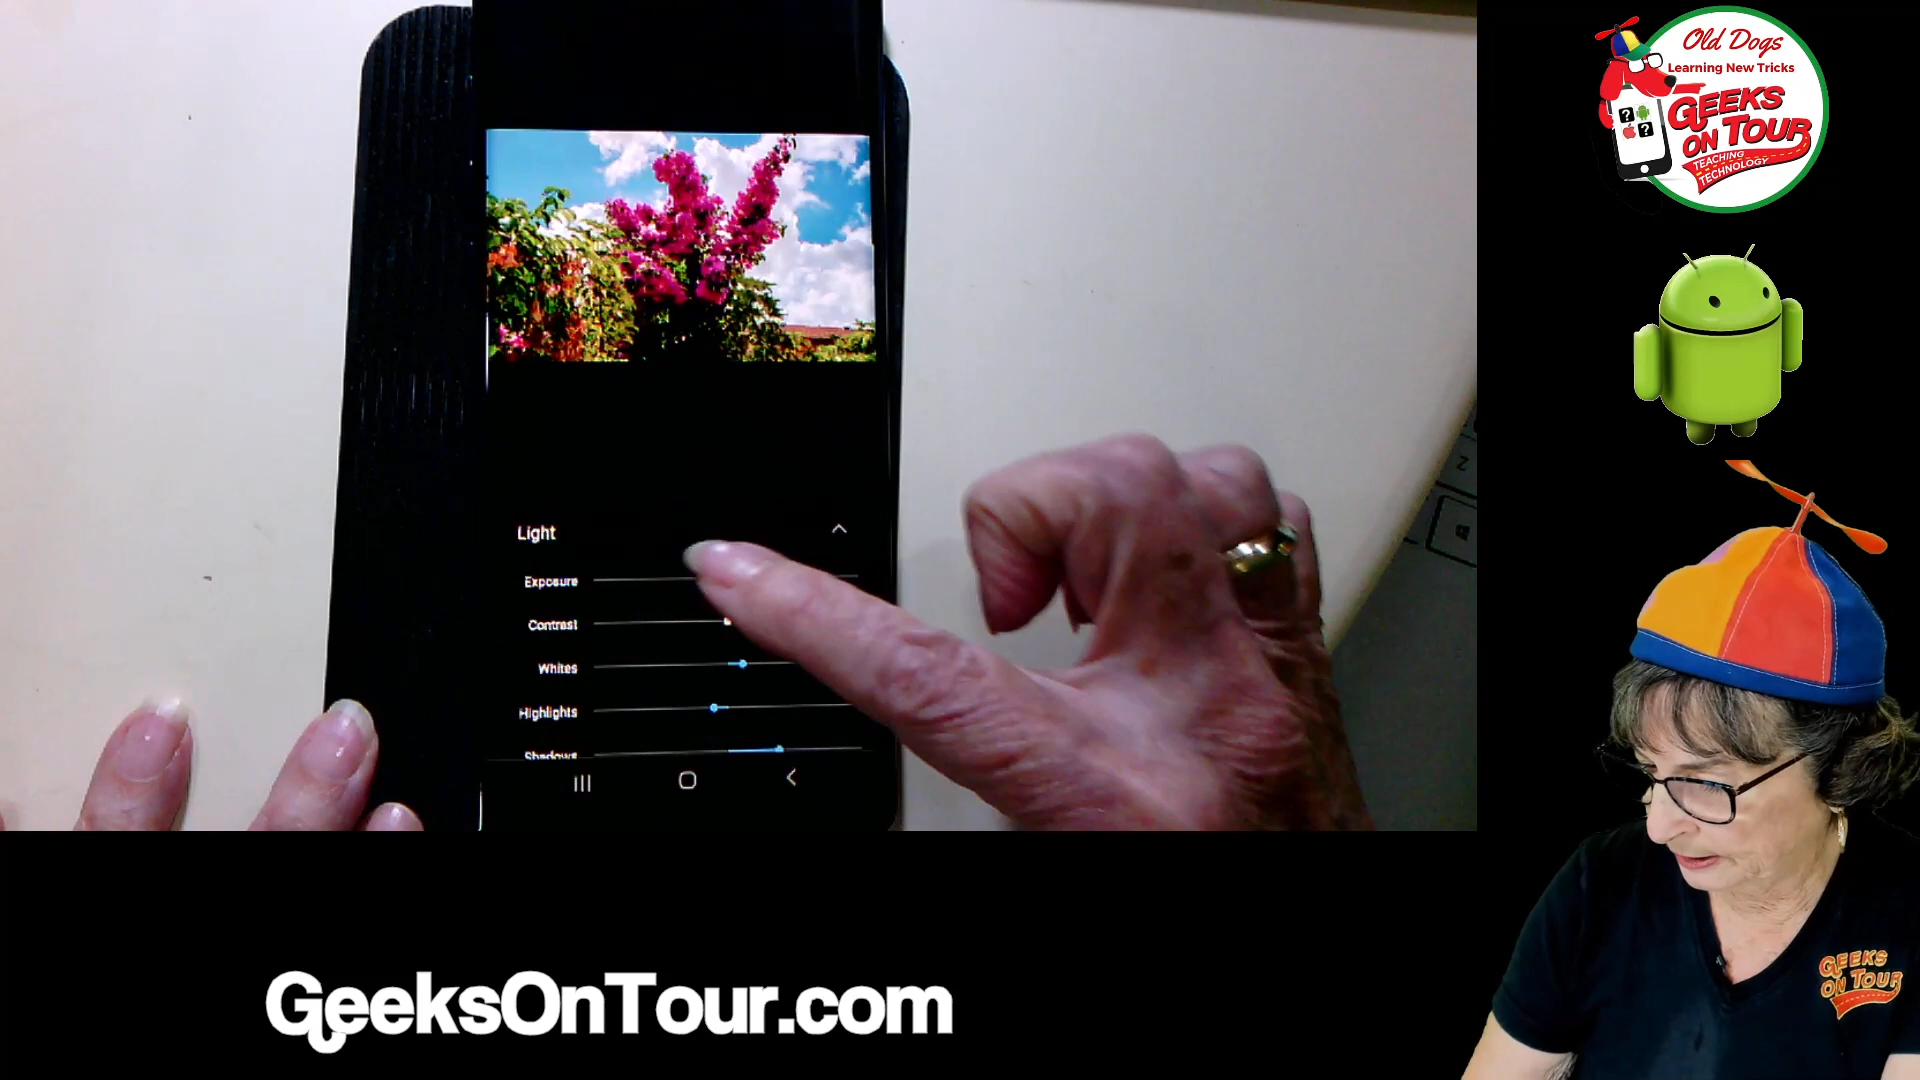 Old Dogs
Learning New Tricks
GEEKS
ON TOUR
TEACHING
TECHNOLOGY
Light
Exposure
Contrast
Whites
Highlights
Shadows
Z
GEEKS
ON TOUR
GeeksOnTour.com